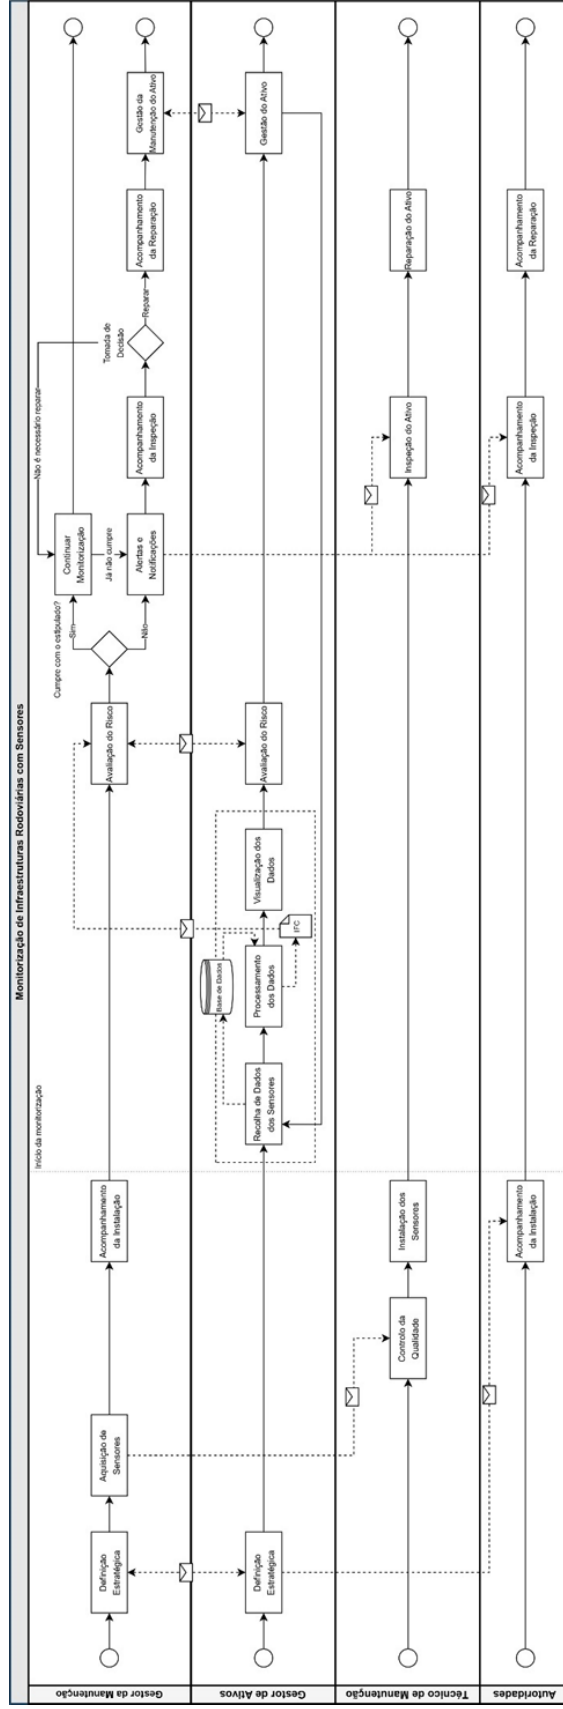 Monitorização de Infraestruturas Rodoviárias com Sensores
Gestor da Manutenção
Definição
Estratégica
Aquisição de
Sensores
Acompanhamento
da Instalação
Início da monitorização
Avaliação do Risco
Cumpre com o estipulado?
Sim
Não
Continuar
Monitorização
Já não cumpre
Alertas e
Notificações
Não é necessário reparar
Acompanhamento
da Inspeção
Tomada de
Decisão
Reparar
Acompanhamento
da Reparação
Gestão da
Manutenção do Ativo
Gestor de Ativos
Definição
Estratégica
Recolha de Dados
dos Sensores
Base de Dados
Processamento
dos Dados
IFC
Visualização dos
Dados
Avaliação do Risco
Gestão do Ativo
Técnico de Manutenção
Controlo da
Qualidade
Instalação dos
Sensores
Inspeção do Ativo
Reparação do Ativo
Autoridades
Acompanhamento
da Instalação
Acompanhamento
da Inspeção
Acompanhamento
da Reparação